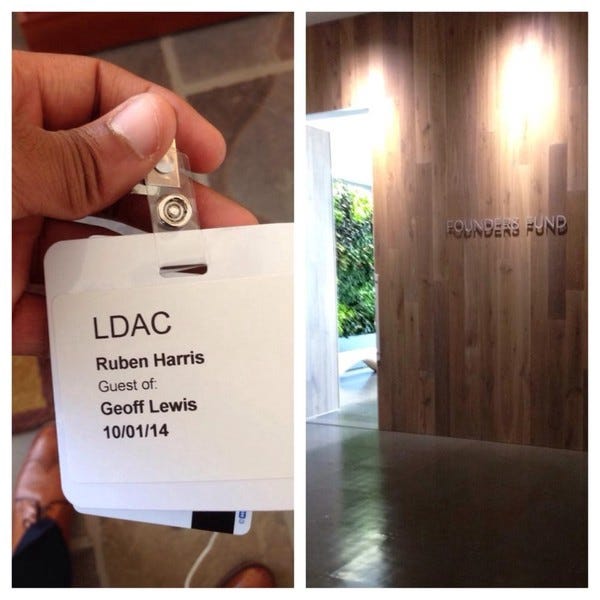 LDAC
Ruben Harris
Guest of:
Geoff Lewis
10/01/14
FOUNDERS FUND